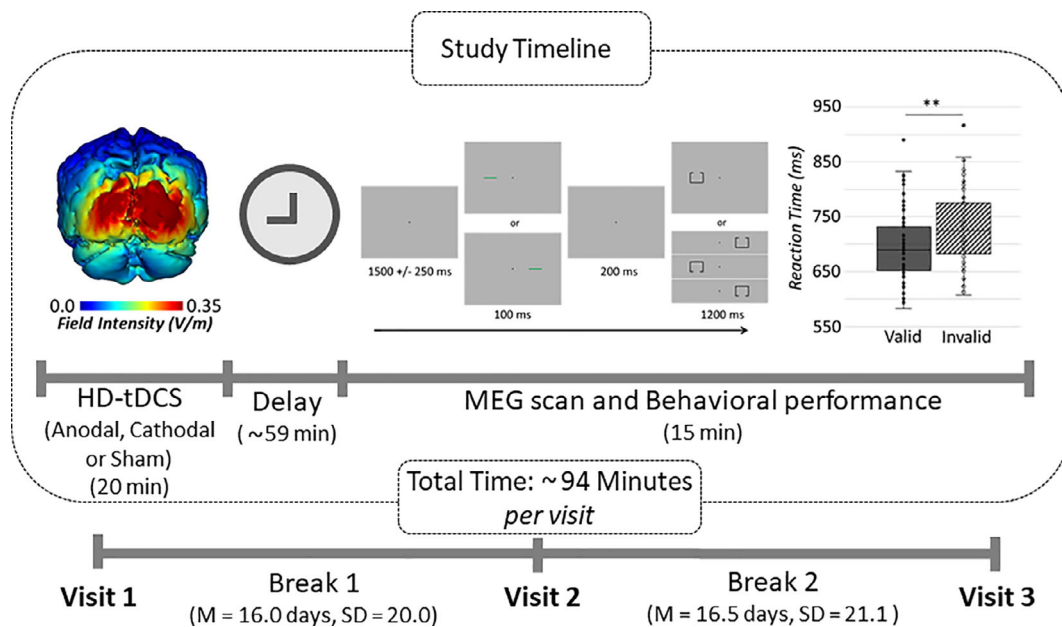 Study Timeline
0.0
0.35
Field Intensity (V/m)
1500 +/- 250 ms
or
100 ms
200 ms
or
1200 ms
**
Reaction Time (ms)
950
850
750
650
550
Valid
Invalid
HD-tDCS
(Anodal, Cathodal
or Sham)
(20 min)
Delay
( ~59 min)
MEG scan and Behavioral performance
(15 min)
Total Time: ~ 94 Minutes
per visit
Visit 1
Break 1
(M = 16.0 days, SD = 20.0)
Visit 2
Break 2
(M = 16.5 days, SD = 21.1)
Visit 3